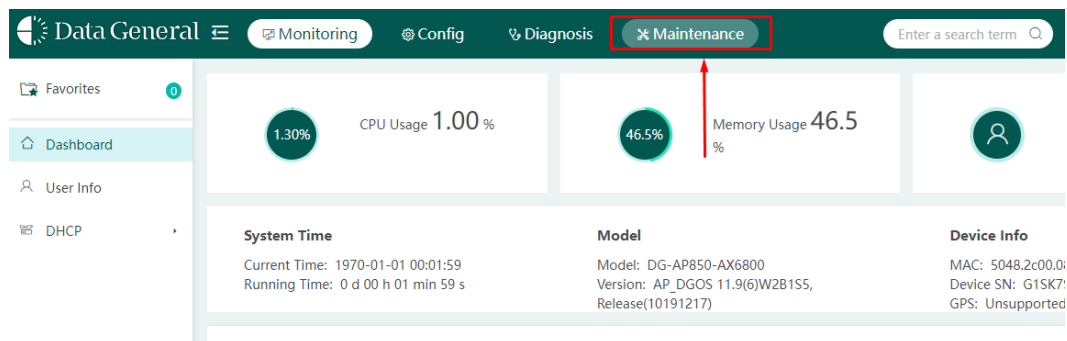 Data General
Monitoring
Config
Diagnosis
Maintenance
Enter a search term
Favorites
0
Dashboard
User Info
DHCP
1.30%
CPU Usage 1.00 %
46.5%
Memory Usage 46.5
%
System Time
Current Time: 1970-01-01 00:01:59
Running Time: 0 d 00 h 01 min 59 s
Model
Model: DG-AP850-AX6800
Version: AP_DGOS 11.9(6)W2B1S5,
Release(10191217)
Device Info
MAC: 5048.2c00.08
Device SN: G1SK79
GPS: Unsupported